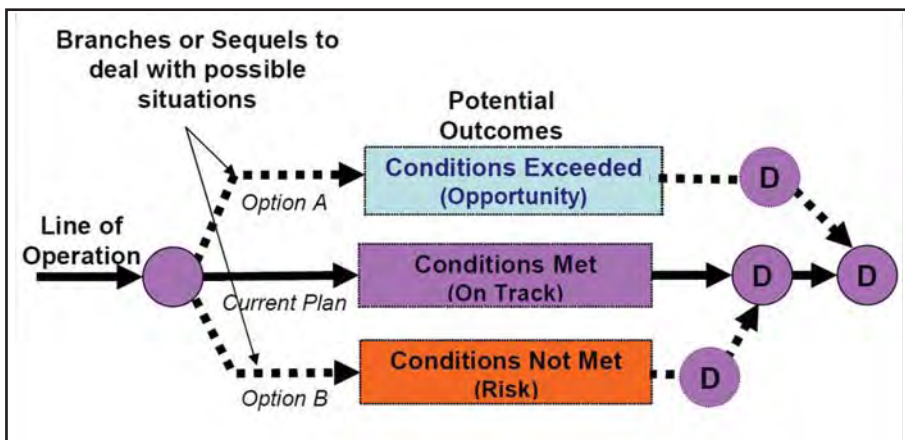 Branches or Sequels to
deal with possible
situations
Potential
Outcomes
Conditions Exceeded
(Opportunity)
D
Option A
Line of
Operation
Conditions Met
(On Track)
D
D
Current Plan
Conditions Not Met
(Risk)
D
Option B